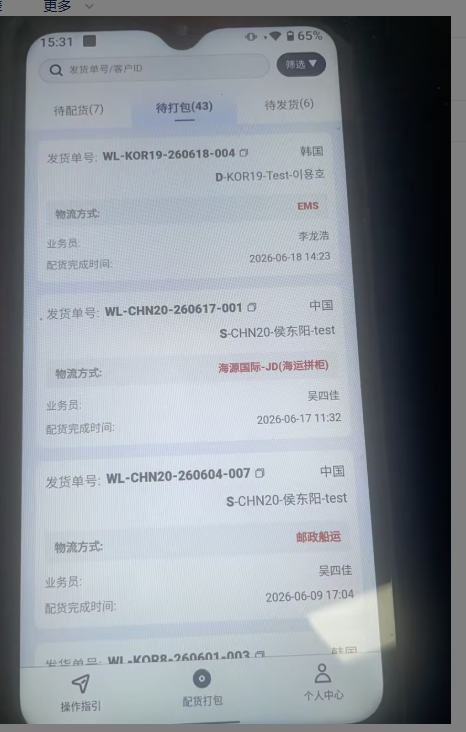 更多
15:31
65%
发货单号/客户ID
筛选 ▼
待配货(7) 待打包(43) 待发货(6)
发货单号: WL-KOR19-260618-004 韩国
D-KOR19-Test-이용호
物流方式: EMS
业务员: 李龙浩
配货完成时间: 2026-06-18 14:23
发货单号: WL-CHN20-260617-001 中国
S-CHN20-侯东阳-test
物流方式: 海源国际-JD(海运拼柜)
业务员: 吴四佳
配货完成时间: 2026-06-17 11:32
发货单号: WL-CHN20-260604-007 中国
S-CHN20-侯东阳-test
物流方式: 邮政船运
业务员: 吴四佳
配货完成时间: 2026-06-09 17:04
发货单号: WL-KOR8-260601-003 韩国
操作指引 配货打包 个人中心